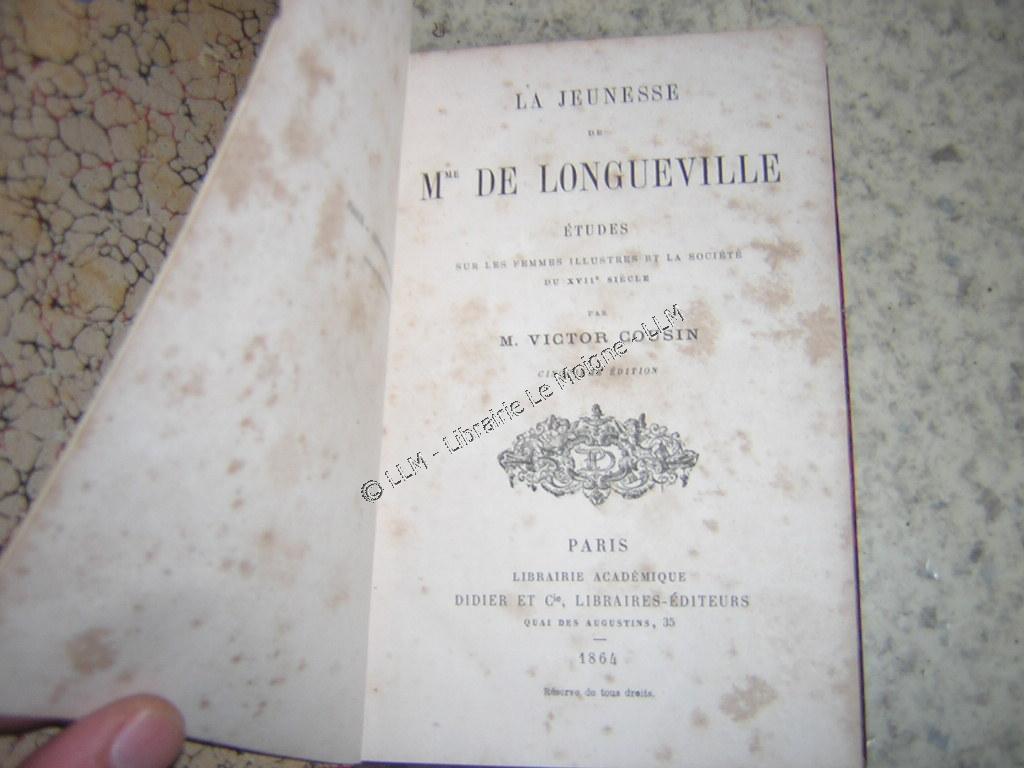 LA JEUNESSE
DE
Mᴹᴱ DE LONGUEVILLE
ÉTUDES
SUR LES FEMMES ILLUSTRES ET LA SOCIÉTÉ
DU XVIIᵉ SIÈCLE
PAR
M. VICTOR COUSIN
ÉDITION
© LLM - Librairie Le Moigne - LLM
PD
PARIS
LIBRAIRIE ACADÉMIQUE
DIDIER ET Cⁱᵉ, LIBRAIRES-ÉDITEURS
QUAI DES AUGUSTINS, 35
1864
Réserve de tous droits.